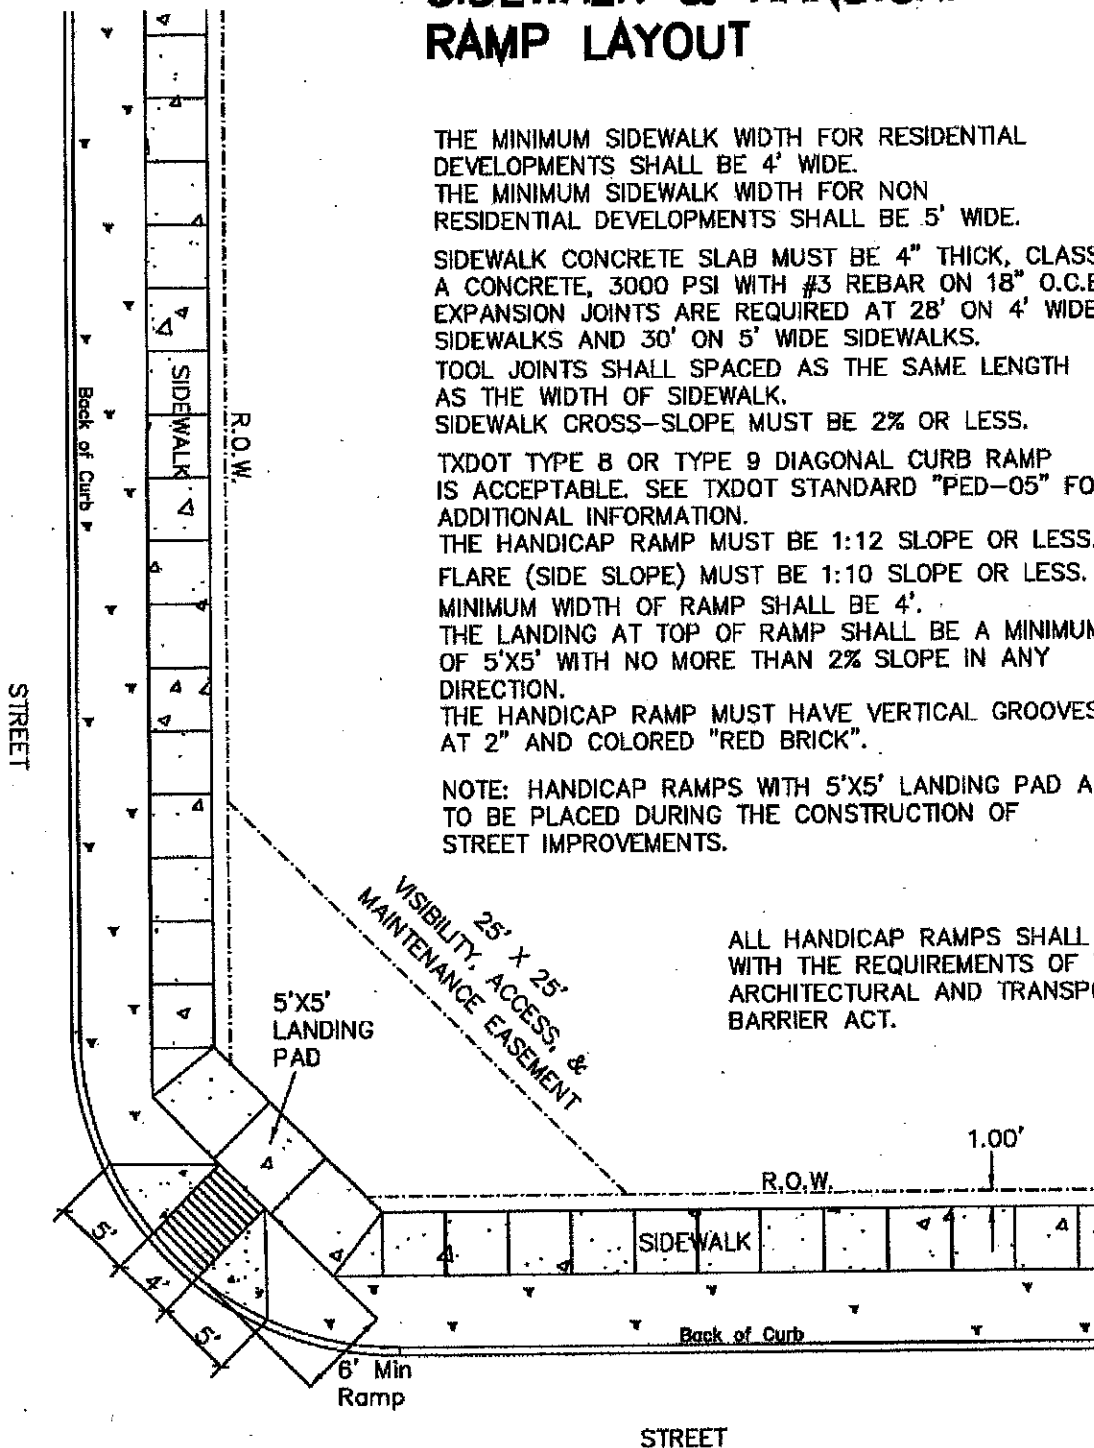 RAMP LAYOUT
THE MINIMUM SIDEWALK WIDTH FOR RESIDENTIAL
DEVELOPMENTS SHALL BE 4' WIDE.
THE MINIMUM SIDEWALK WIDTH FOR NON
RESIDENTIAL DEVELOPMENTS SHALL BE 5' WIDE.
SIDEWALK CONCRETE SLAB MUST BE 4" THICK, CLASS
A CONCRETE, 3000 PSI WITH #3 REBAR ON 18" O.C.E
EXPANSION JOINTS ARE REQUIRED AT 28' ON 4' WIDE
SIDEWALKS AND 30' ON 5' WIDE SIDEWALKS.
TOOL JOINTS SHALL SPACED AS THE SAME LENGTH
AS THE WIDTH OF SIDEWALK.
SIDEWALK CROSS-SLOPE MUST BE 2% OR LESS.
TXDOT TYPE 8 OR TYPE 9 DIAGONAL CURB RAMP
IS ACCEPTABLE. SEE TXDOT STANDARD "PED-05" FO
ADDITIONAL INFORMATION.
THE HANDICAP RAMP MUST BE 1:12 SLOPE OR LESS.
FLARE (SIDE SLOPE) MUST BE 1:10 SLOPE OR LESS.
MINIMUM WIDTH OF RAMP SHALL BE 4'.
THE LANDING AT TOP OF RAMP SHALL BE A MINIMUM
OF 5'X5' WITH NO MORE THAN 2% SLOPE IN ANY
DIRECTION.
THE HANDICAP RAMP MUST HAVE VERTICAL GROOVES
AT 2" AND COLORED "RED BRICK".
NOTE: HANDICAP RAMPS WITH 5'X5' LANDING PAD A
TO BE PLACED DURING THE CONSTRUCTION OF
STREET IMPROVEMENTS.
ALL HANDICAP RAMPS SHALL
WITH THE REQUIREMENTS OF
ARCHITECTURAL AND TRANSPO
BARRIER ACT.
STREET
Back of Curb
SIDEWALK
R.O.W.
25' X 25'
VISIBILITY, ACCESS, &
MAINTENANCE EASEMENT
5'X5'
LANDING
PAD
1.00'
R.O.W.
SIDEWALK
Back of Curb
5'
4'
5'
6' Min
Ramp
STREET